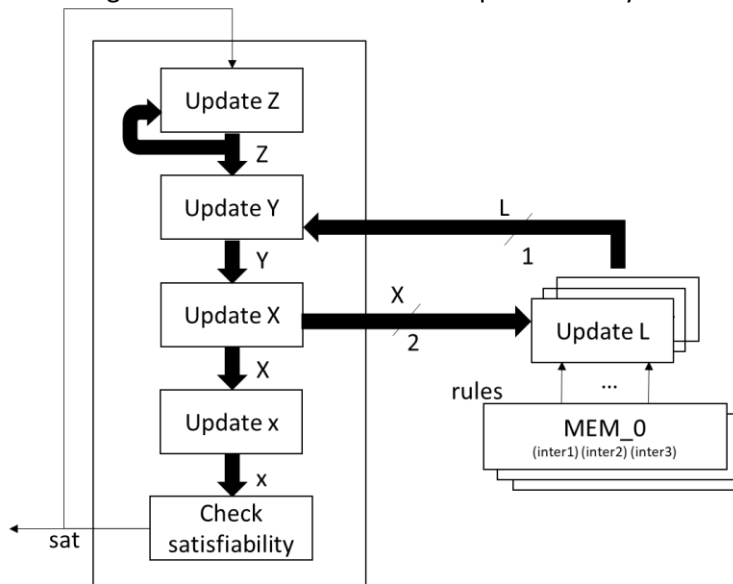 Update Z
Z
Update Y
L
1
Y
Update X
X
2
Update L
X
rules
...
Update x
MEM_0
(inter1) (inter2) (inter3)
x
Check
satisfiability
sat